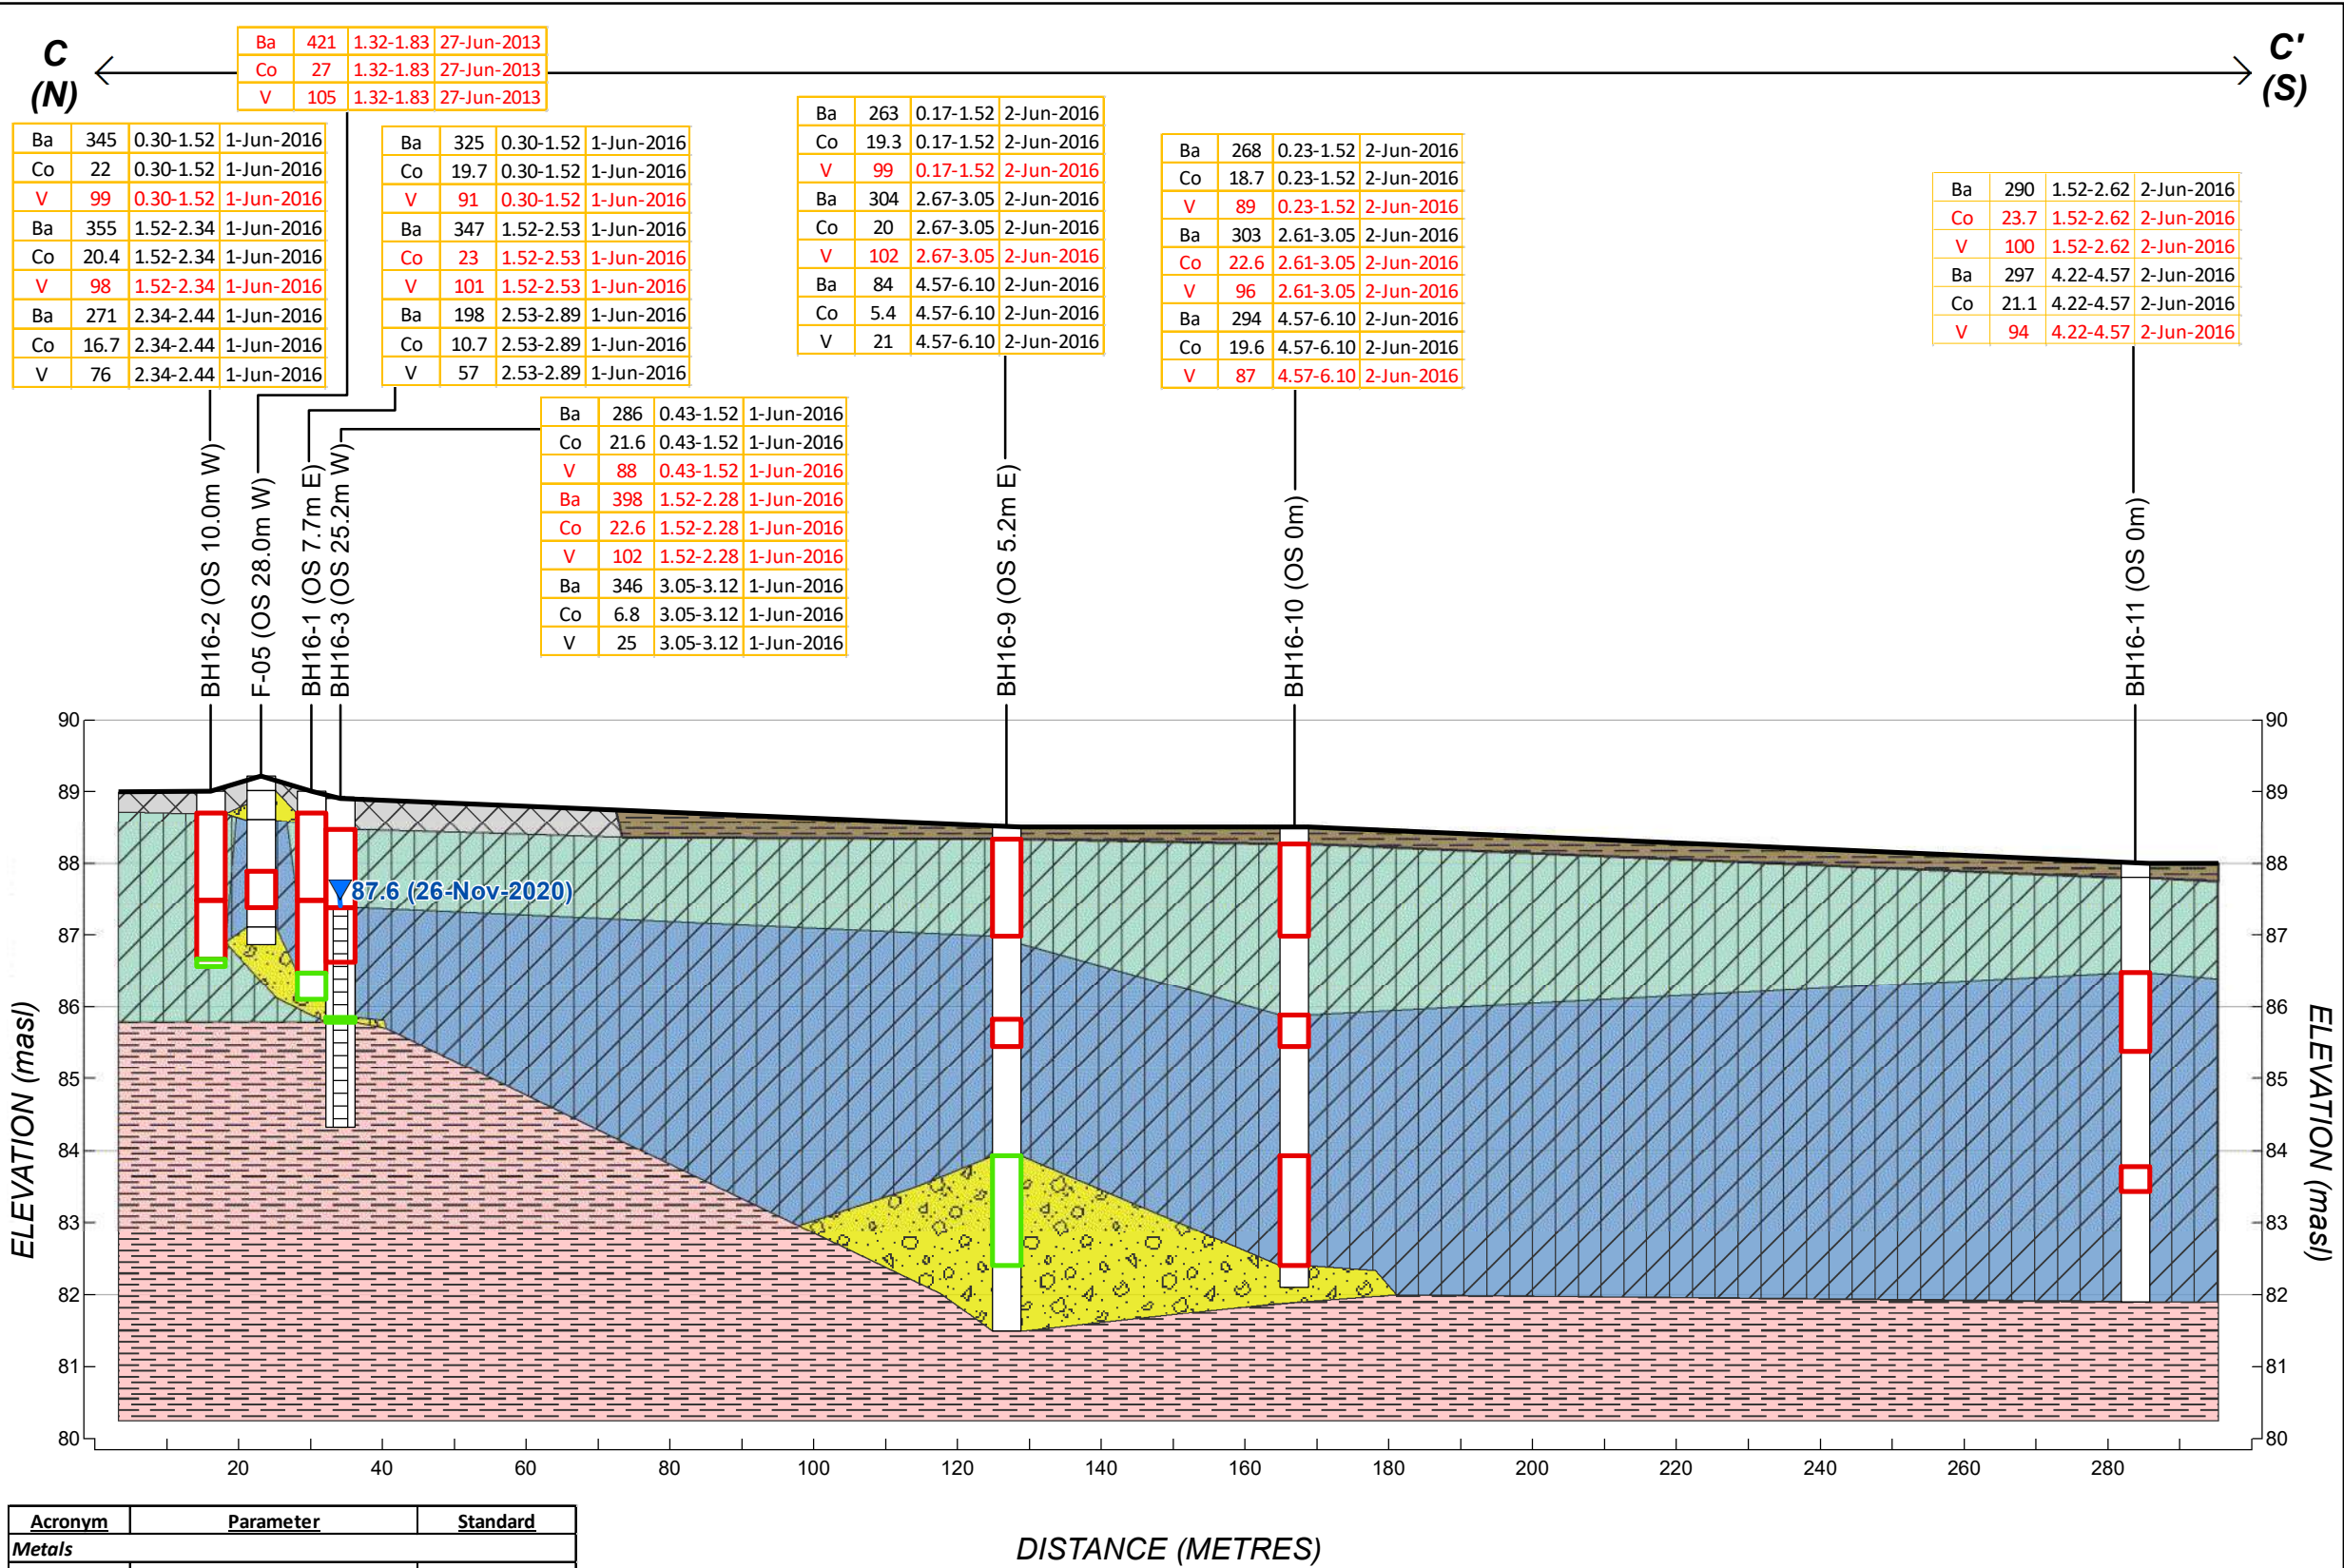 C
(N)
C'
(S)
Ba 421 1.32-1.83 27-Jun-2013
Co 27 1.32-1.83 27-Jun-2013
V 105 1.32-1.83 27-Jun-2013
Ba 345 0.30-1.52 1-Jun-2016
Co 22 0.30-1.52 1-Jun-2016
V 99 0.30-1.52 1-Jun-2016
Ba 355 1.52-2.34 1-Jun-2016
Co 20.4 1.52-2.34 1-Jun-2016
V 98 1.52-2.34 1-Jun-2016
Ba 271 2.34-2.44 1-Jun-2016
Co 16.7 2.34-2.44 1-Jun-2016
V 76 2.34-2.44 1-Jun-2016
Ba 325 0.30-1.52 1-Jun-2016
Co 19.7 0.30-1.52 1-Jun-2016
V 91 0.30-1.52 1-Jun-2016
Ba 347 1.52-2.53 1-Jun-2016
Co 23 1.52-2.53 1-Jun-2016
V 101 1.52-2.53 1-Jun-2016
Ba 198 2.53-2.89 1-Jun-2016
Co 10.7 2.53-2.89 1-Jun-2016
V 57 2.53-2.89 1-Jun-2016
Ba 286 0.43-1.52 1-Jun-2016
Co 21.6 0.43-1.52 1-Jun-2016
V 88 0.43-1.52 1-Jun-2016
Ba 398 1.52-2.28 1-Jun-2016
Co 22.6 1.52-2.28 1-Jun-2016
V 102 1.52-2.28 1-Jun-2016
Ba 346 3.05-3.12 1-Jun-2016
Co 6.8 3.05-3.12 1-Jun-2016
V 25 3.05-3.12 1-Jun-2016
Ba 263 0.17-1.52 2-Jun-2016
Co 19.3 0.17-1.52 2-Jun-2016
V 99 0.17-1.52 2-Jun-2016
Ba 304 2.67-3.05 2-Jun-2016
Co 20 2.67-3.05 2-Jun-2016
V 102 2.67-3.05 2-Jun-2016
Ba 84 4.57-6.10 2-Jun-2016
Co 5.4 4.57-6.10 2-Jun-2016
V 21 4.57-6.10 2-Jun-2016
Ba 268 0.23-1.52 2-Jun-2016
Co 18.7 0.23-1.52 2-Jun-2016
V 89 0.23-1.52 2-Jun-2016
Ba 303 2.61-3.05 2-Jun-2016
Co 22.6 2.61-3.05 2-Jun-2016
V 96 2.61-3.05 2-Jun-2016
Ba 294 4.57-6.10 2-Jun-2016
Co 19.6 4.57-6.10 2-Jun-2016
V 87 4.57-6.10 2-Jun-2016
Ba 290 1.52-2.62 2-Jun-2016
Co 23.7 1.52-2.62 2-Jun-2016
V 100 1.52-2.62 2-Jun-2016
Ba 297 4.22-4.57 2-Jun-2016
Co 21.1 4.22-4.57 2-Jun-2016
V 94 4.22-4.57 2-Jun-2016
BH16-2 (OS 10.0m W)
F-05 (OS 28.0m W)
BH16-1 (OS 7.7m E)
BH16-3 (OS 25.2m W)
BH16-9 (OS 5.2m E)
BH16-10 (OS 0m)
BH16-11 (OS 0m)
87.6 (26-Nov-2020)
ELEVATION (masl)
90
89
88
87
86
85
84
83
82
81
80
90
89
88
87
86
85
84
83
82
81
80
ELEVATION (masl)
20 40 60 80 100 120 140 160 180 200 220 240 260 280
DISTANCE (METRES)
Acronym Parameter Standard
Metals